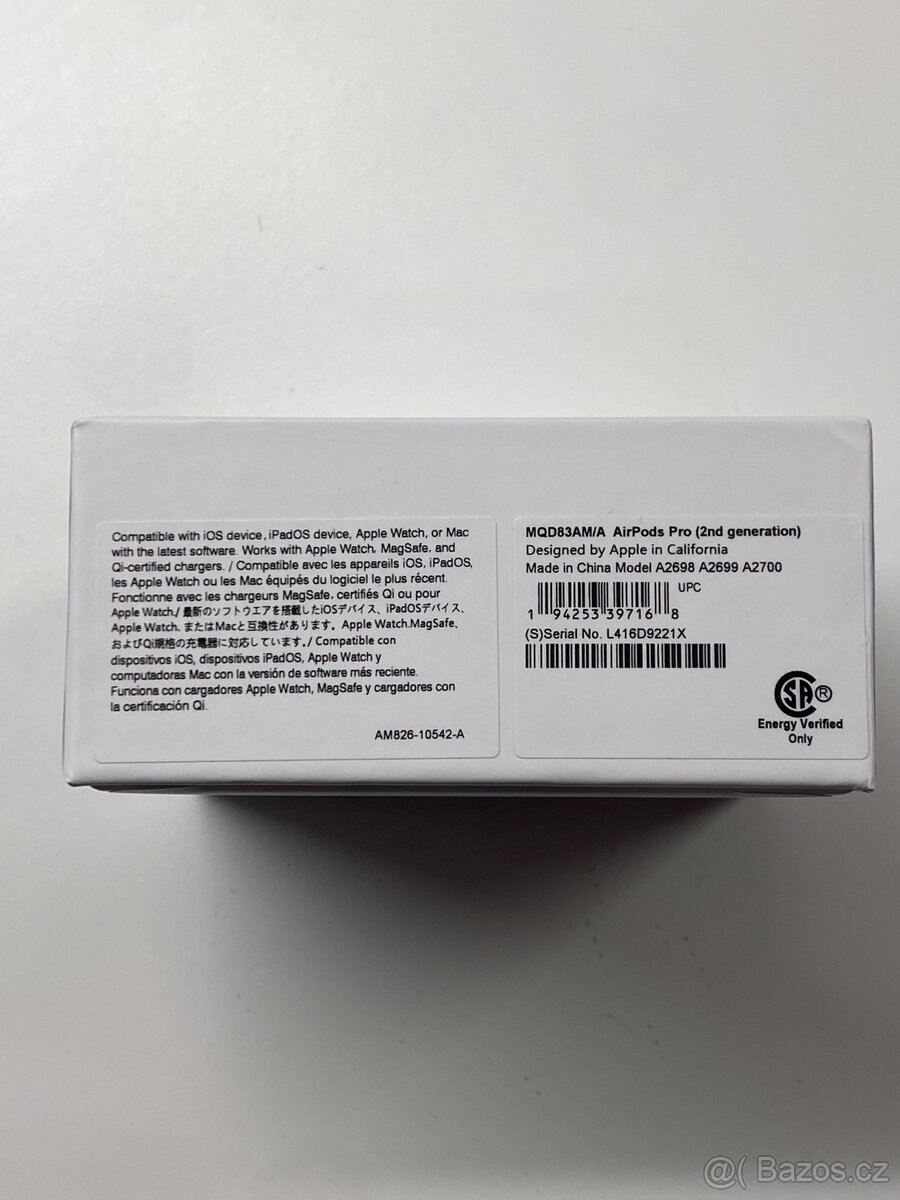 Compatible with iOS device, iPadOS device, Apple Watch, or Mac
with the latest software. Works with Apple Watch, MagSafe, and
Qi-certified chargers. / Compatible avec les appareils iOS, iPadOS,
les Apple Watch ou les Mac équipés du logiciel le plus récent.
Fonctionne avec les chargeurs MagSafe, certifiés Qi ou pour
Apple Watch./ 最新のソフトウエアを搭載したiOSデバイス、iPadOSデバイス、
Apple Watch、またはMacと互換性があります。Apple Watch、MagSafe、
およびQi規格の充電器に対応しています。/ Compatible con
dispositivos iOS, dispositivos iPadOS, Apple Watch y
computadoras Mac con la versión de software más reciente.
Funciona con cargadores Apple Watch, MagSafe y cargadores con
la certificación Qi.
AM826-10542-A
MQD83AM/A AirPods Pro (2nd generation)
Designed by Apple in California
Made in China Model A2698 A2699 A2700
UPC
1 94253 39716 8
(S)Serial No. L416D9221X
SA ®
Energy Verified
Only
@( Bazos.cz